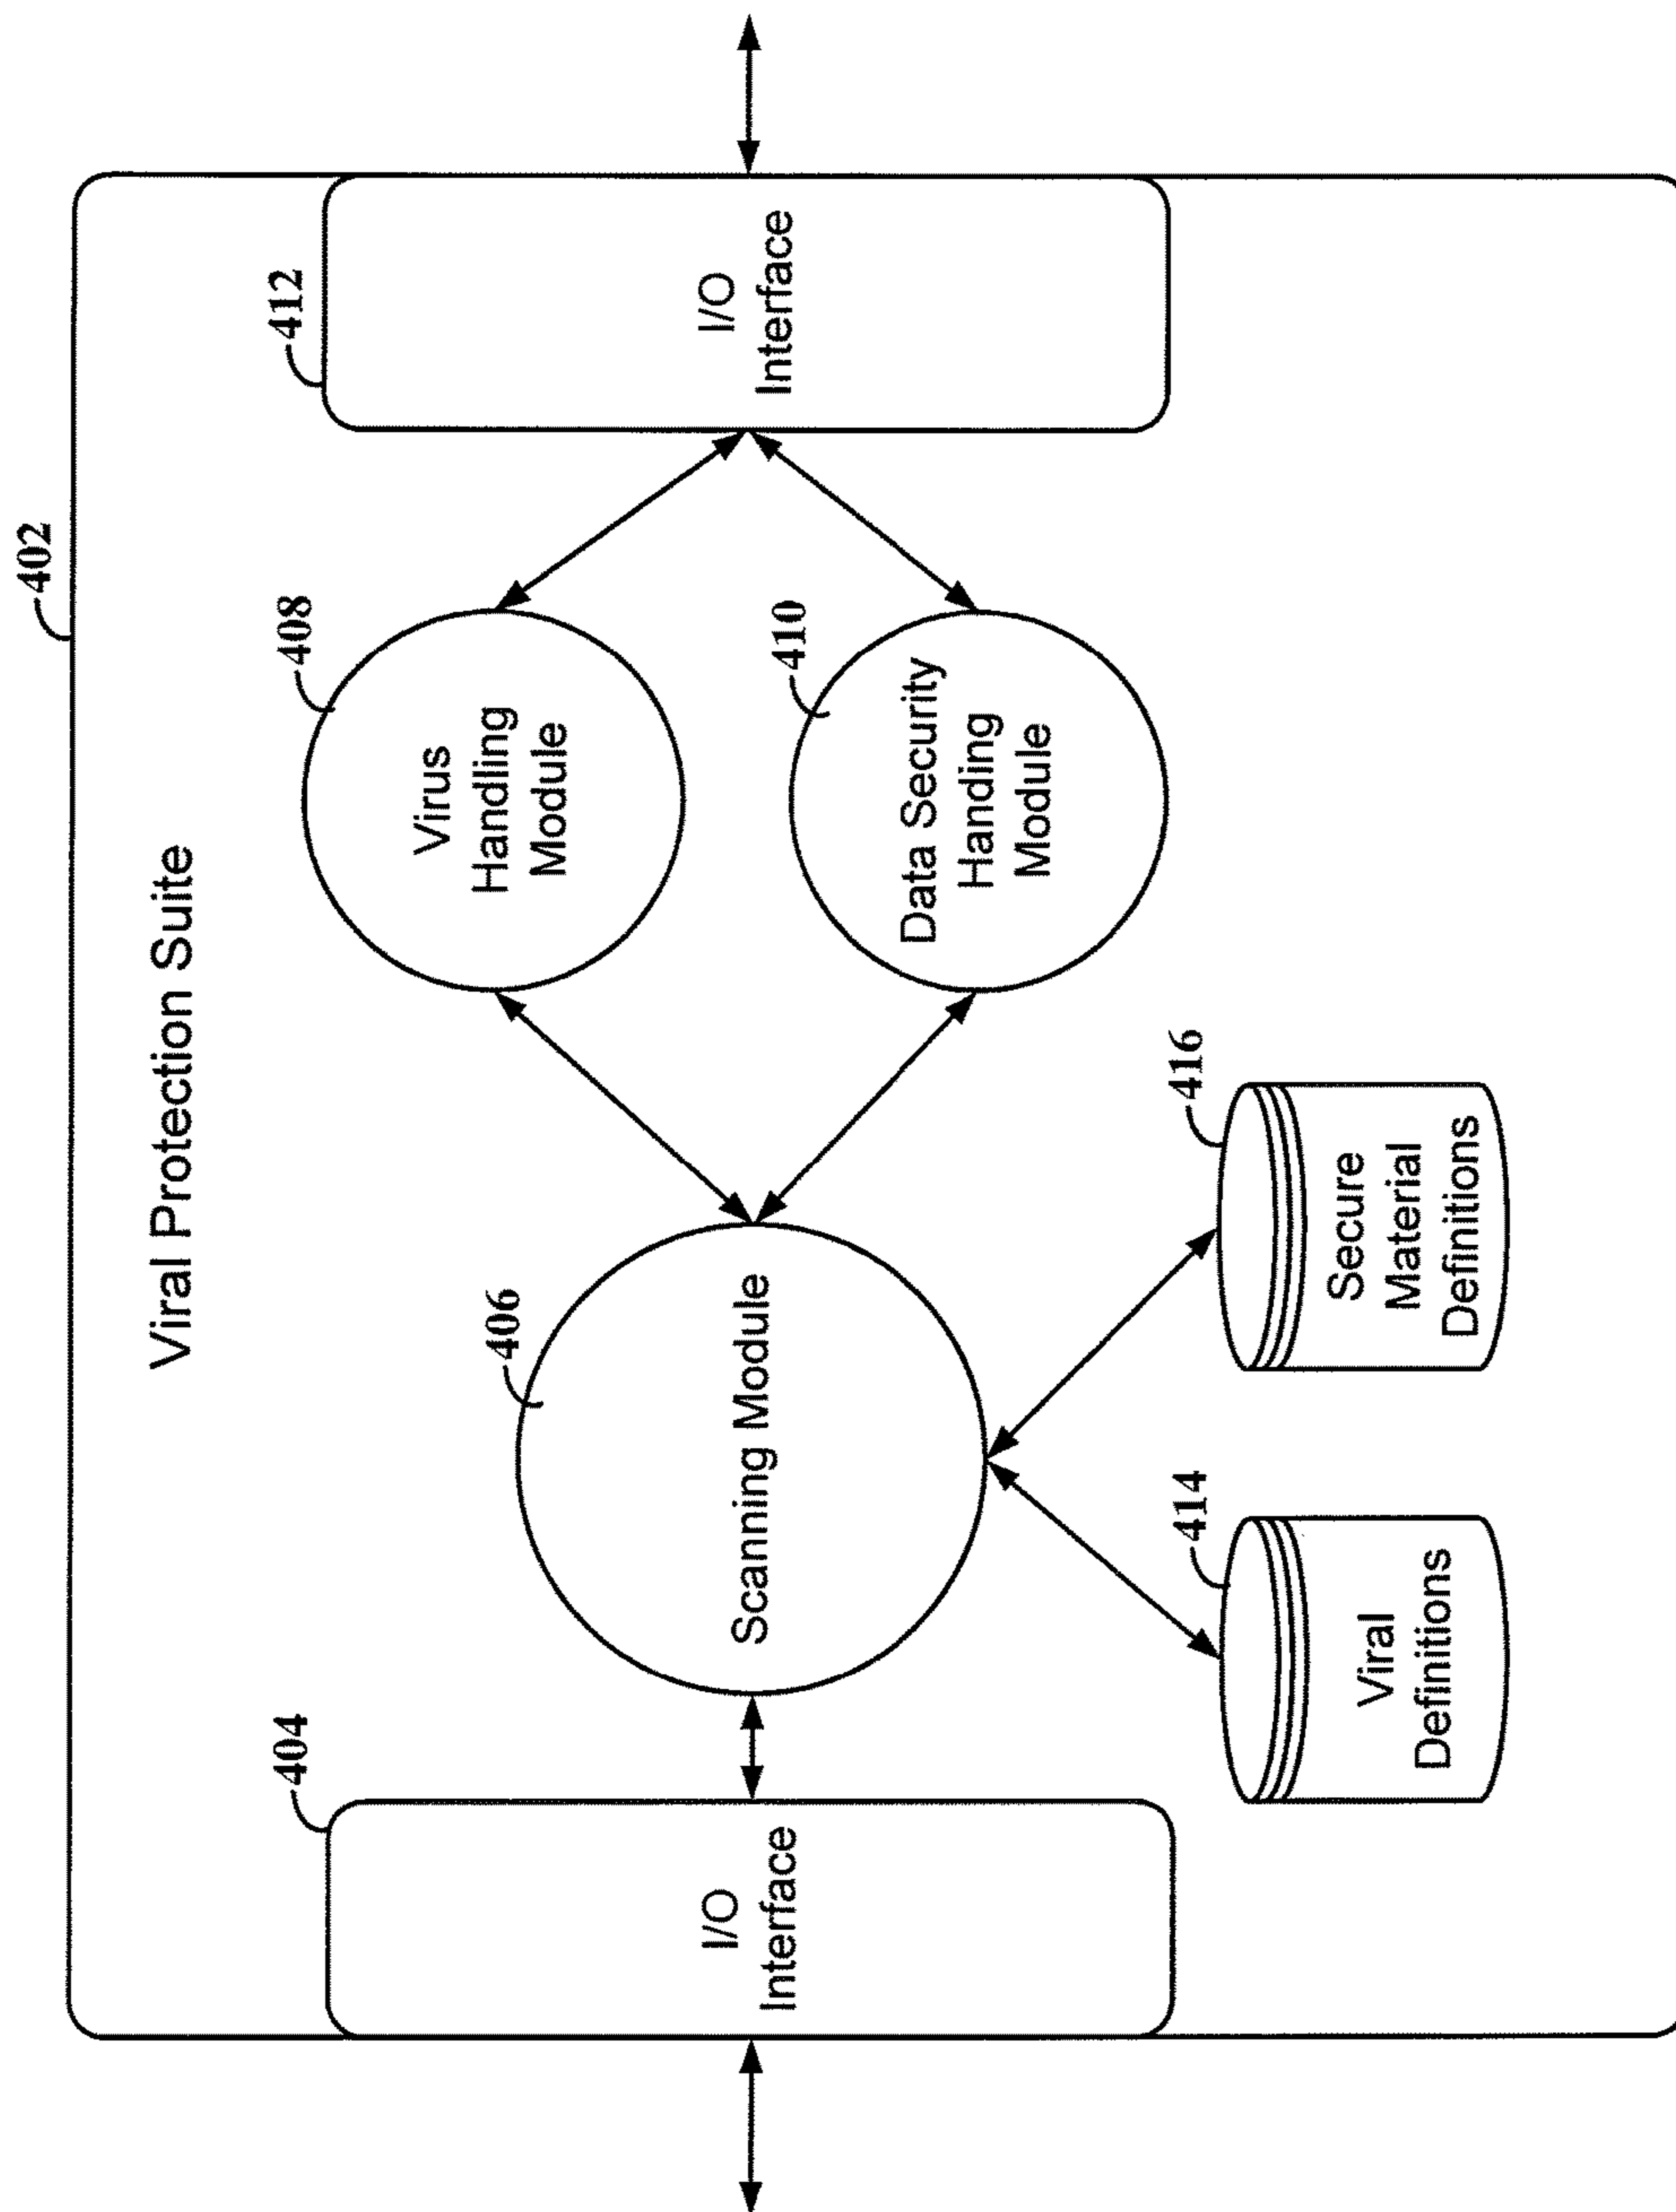 402
Viral Protection Suite
404
I/O
Interface
406
Scanning Module
408
Virus
Handling
Module
410
Data Security
Handing
Module
412
I/O
Interface
414
Viral
Definitions
416
Secure
Material
Definitions